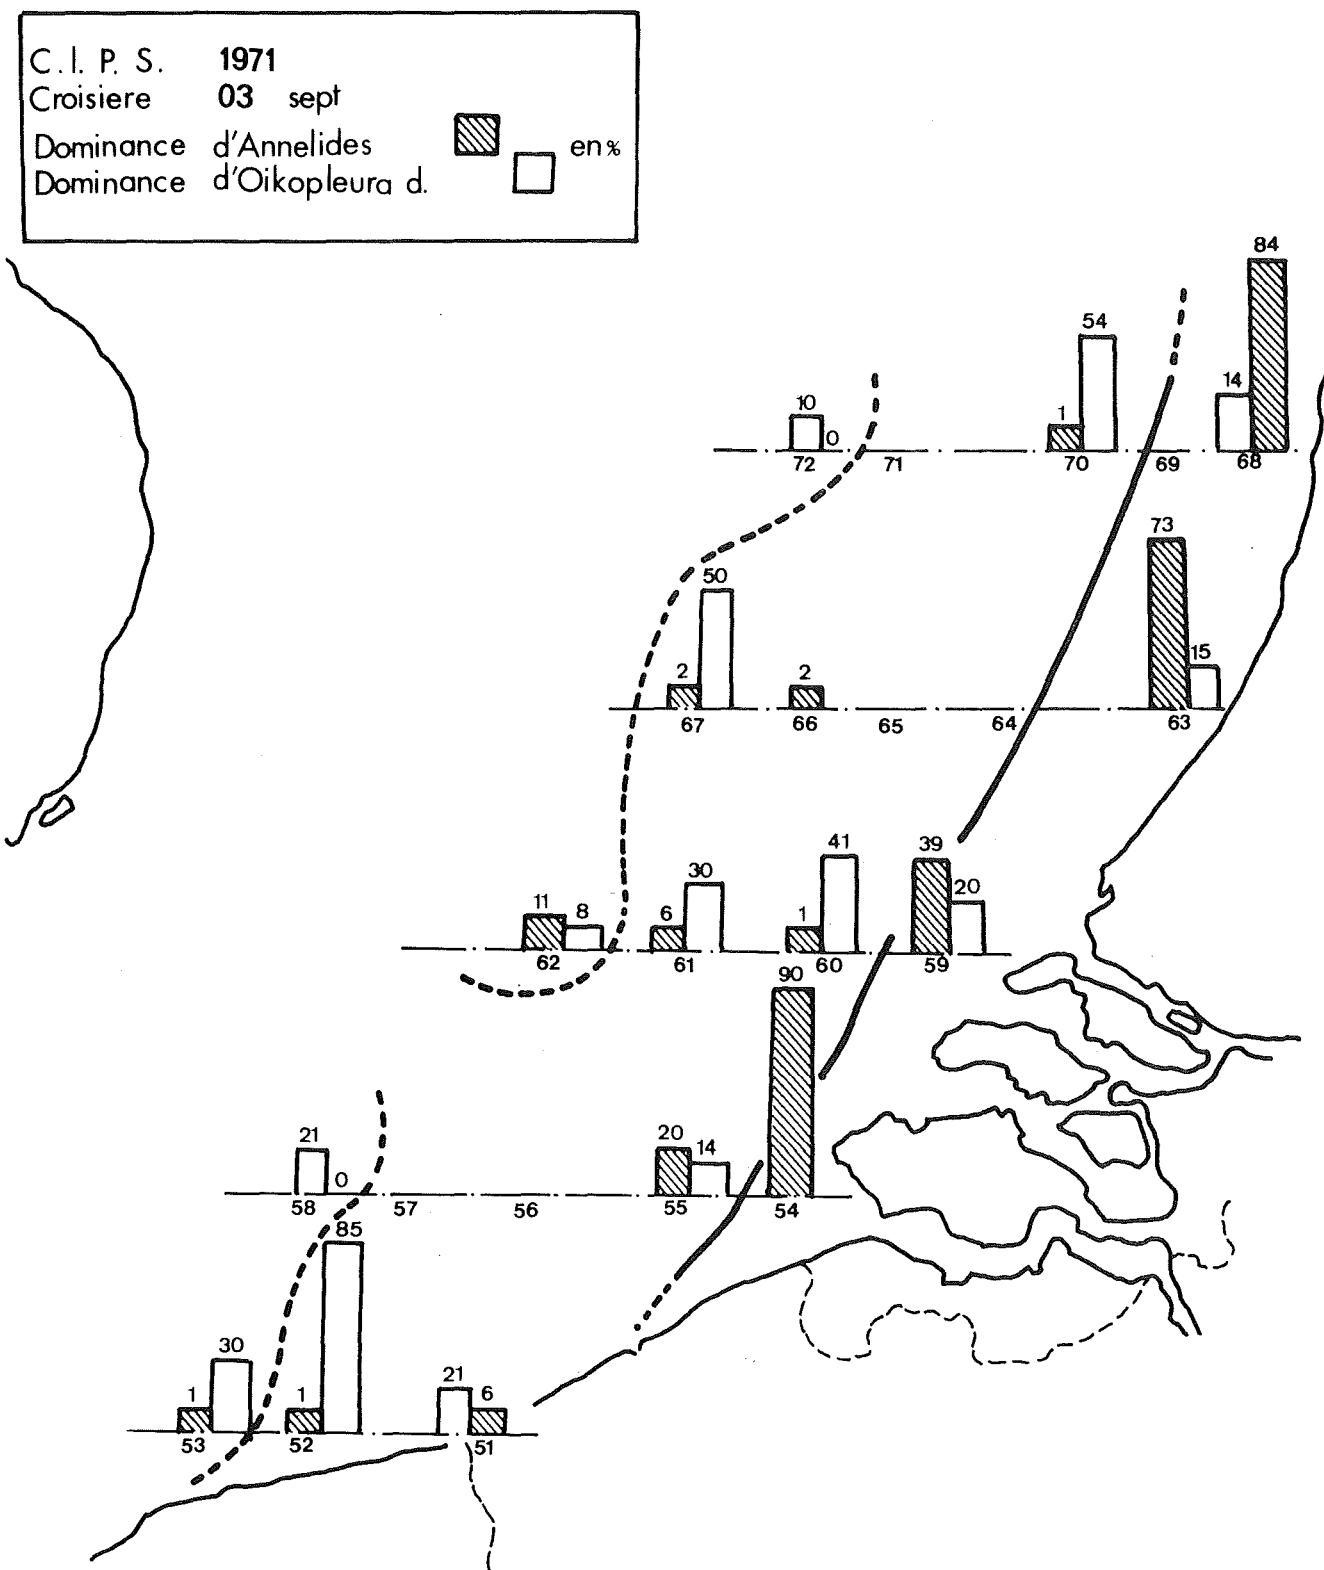 C.I.P.S. 1971
Croisiere 03 sept
Dominance d'Annelides en %
Dominance d'Oikopleura d.
84
54
14
10
1
0
72 71 70 69 68
73
50
15
2 2
67 66 65 64 63
41 39
30
20
11 8 6 1
62 61 60 59
90
21 20 14
0
58 57 56 55 54
85
30
21 6
1 1
53 52 51